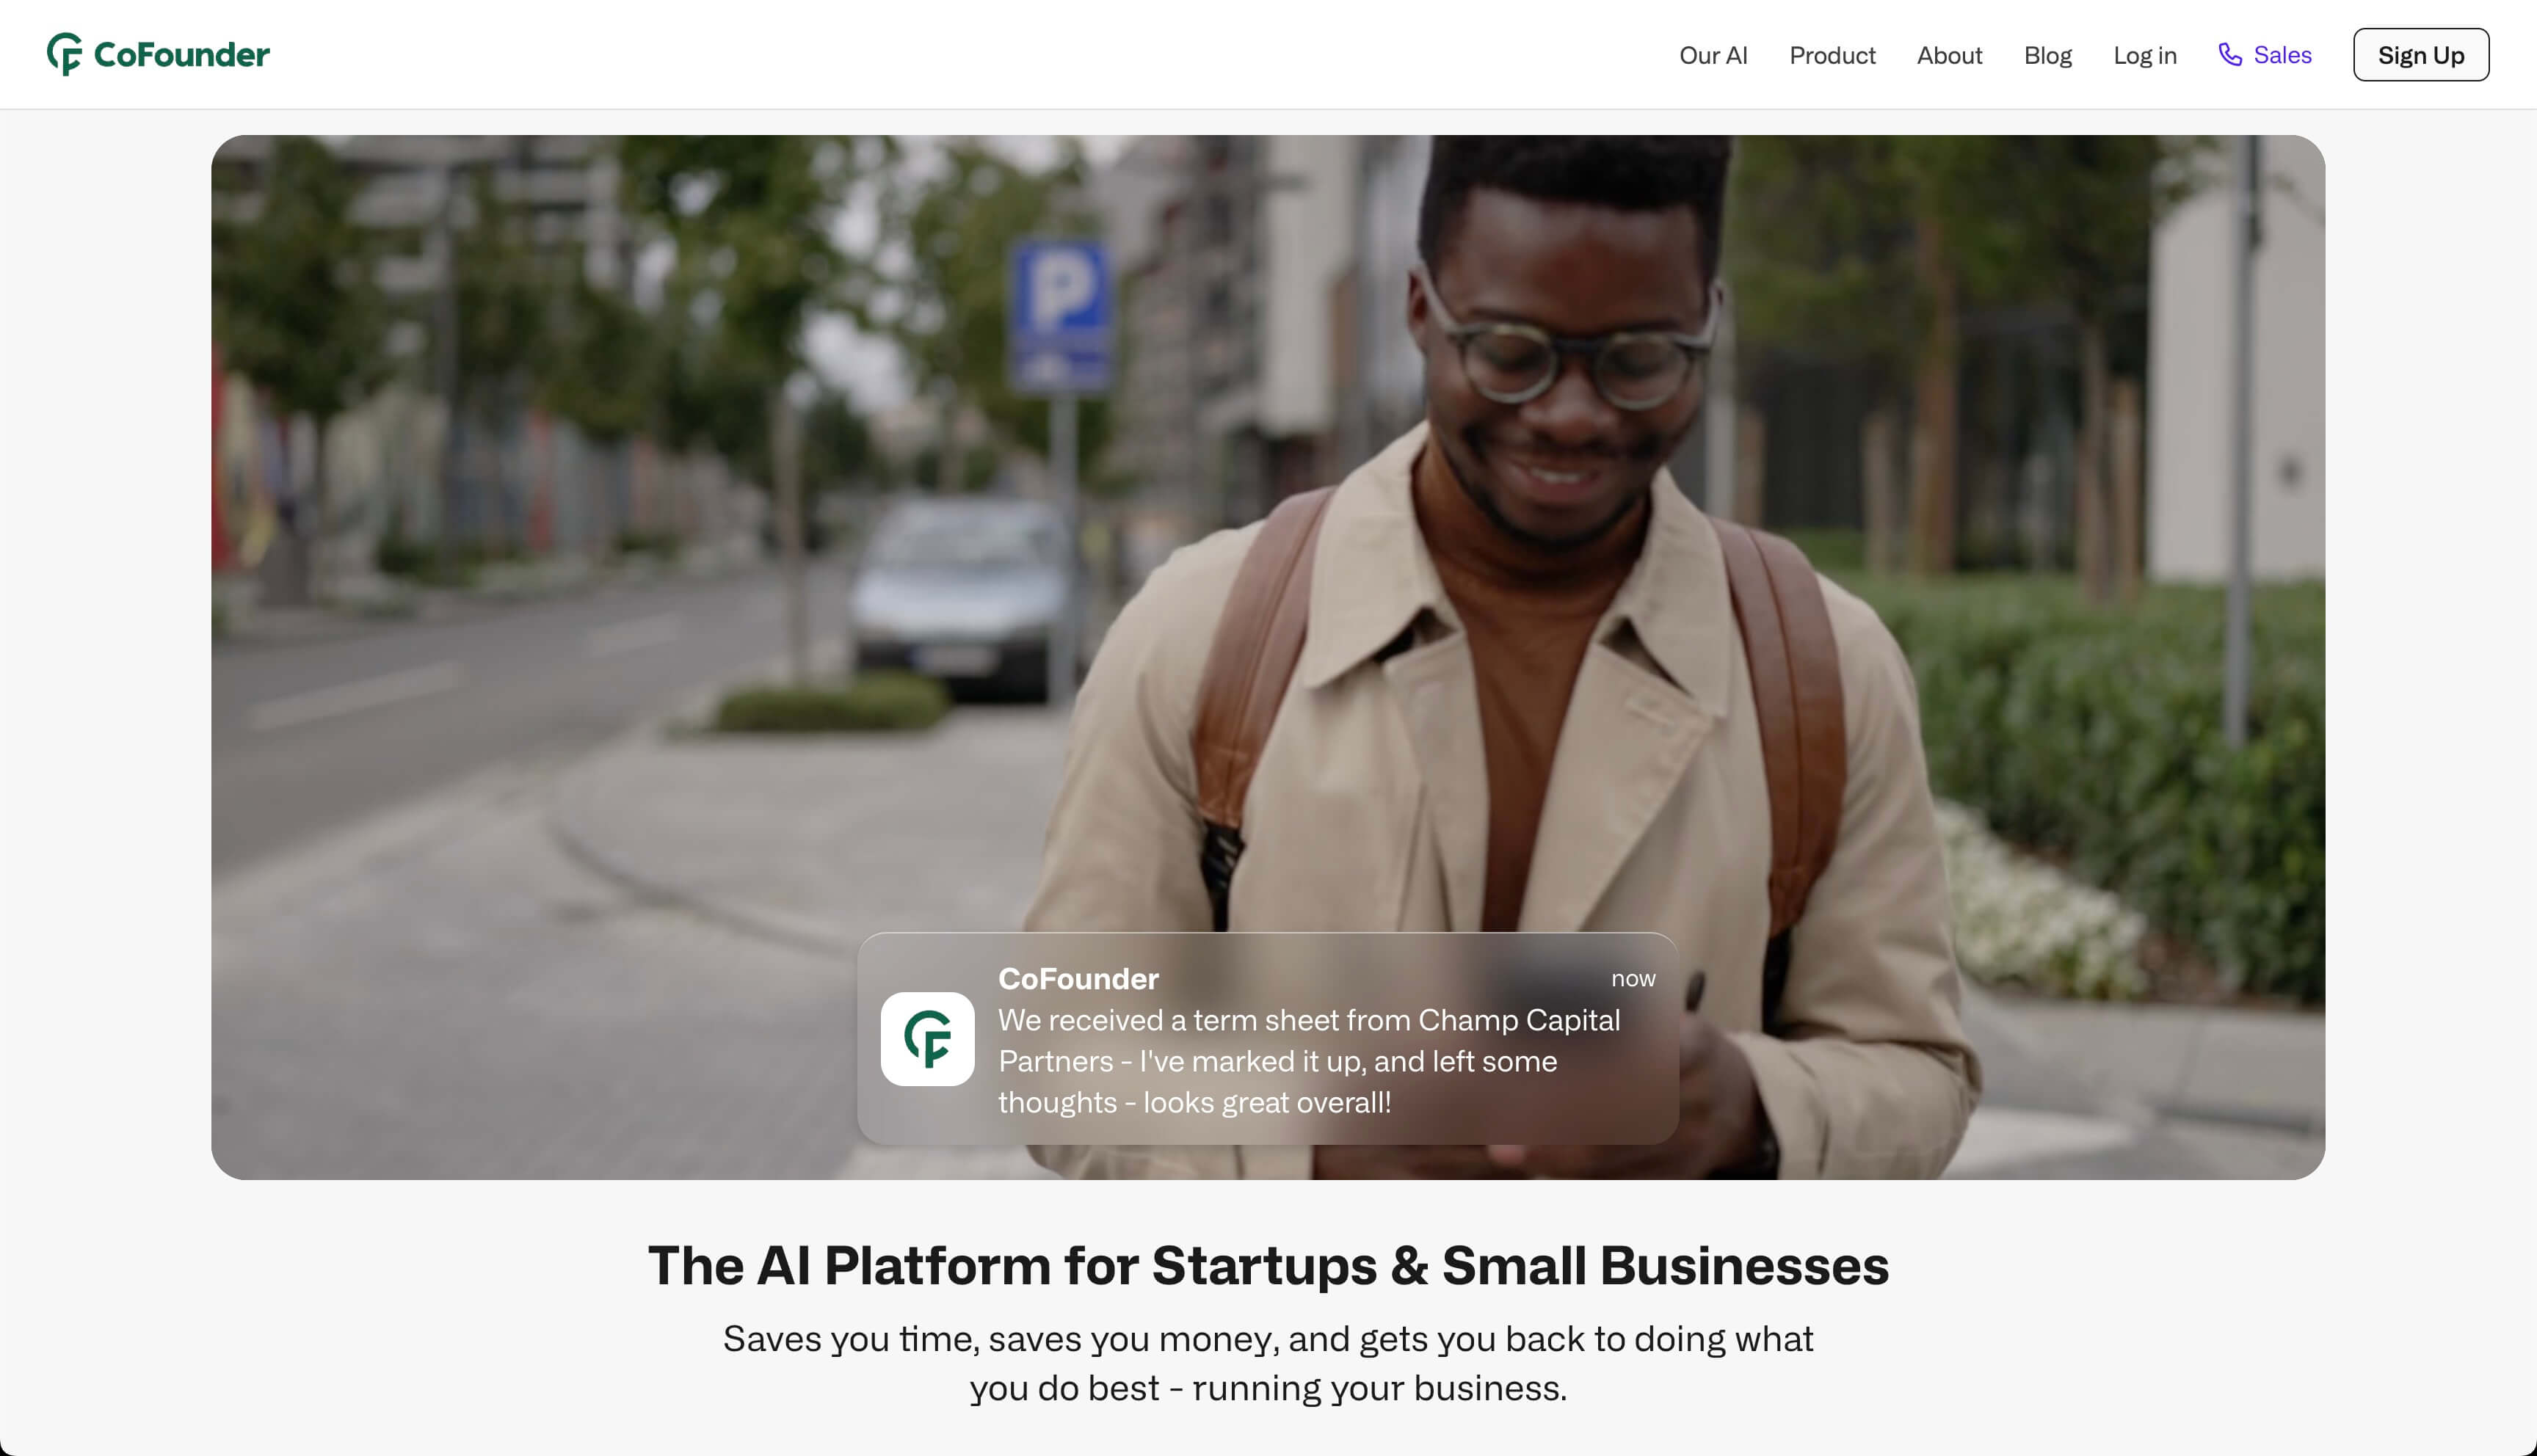 CoFounder
Our AI
Product
About
Blog
Log in
Sales
Sign Up
P
CoFounder
now
We received a term sheet from Champ Capital
Partners - I've marked it up, and left some
thoughts - looks great overall!
The AI Platform for Startups & Small Businesses
Saves you time, saves you money, and gets you back to doing what
you do best - running your business.